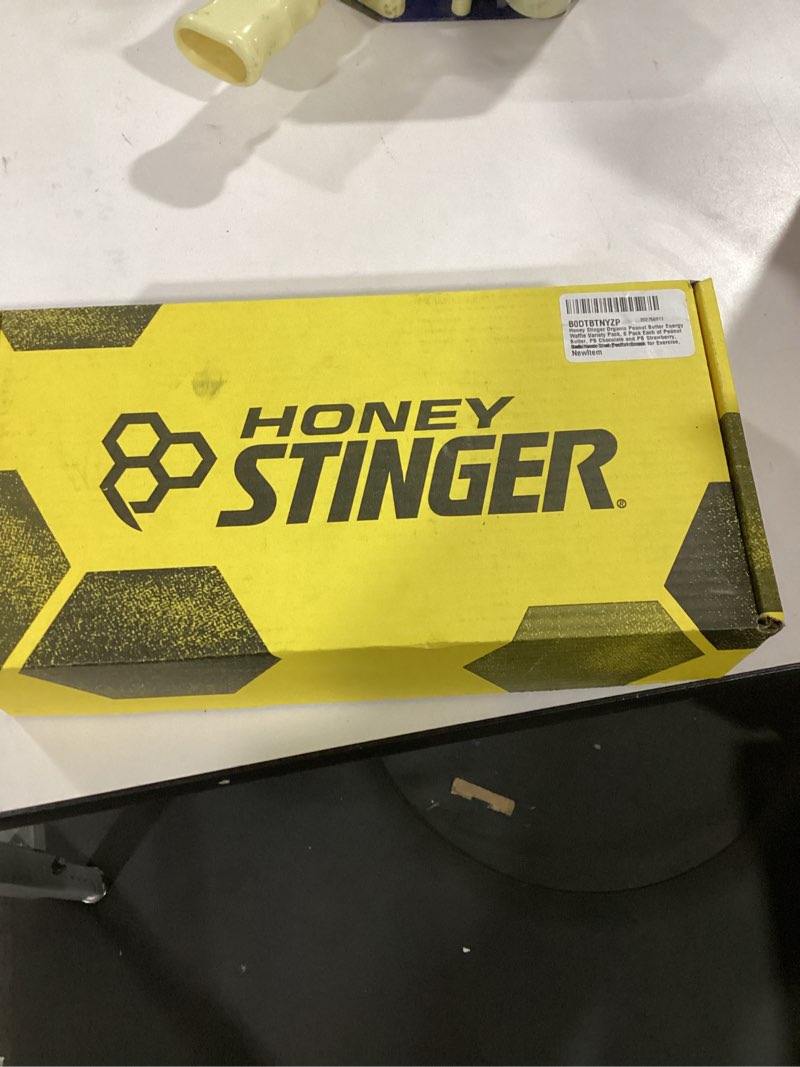 B0DTBTNYZP
Honey Stinger Organic Peanut Butter Energy
Waffle Variety Pack, 6 Pack Each of Peanut
Butter, PB Chocolate and PB Strawberry,
for Exercise,
NewItem
HONEY
STINGER®